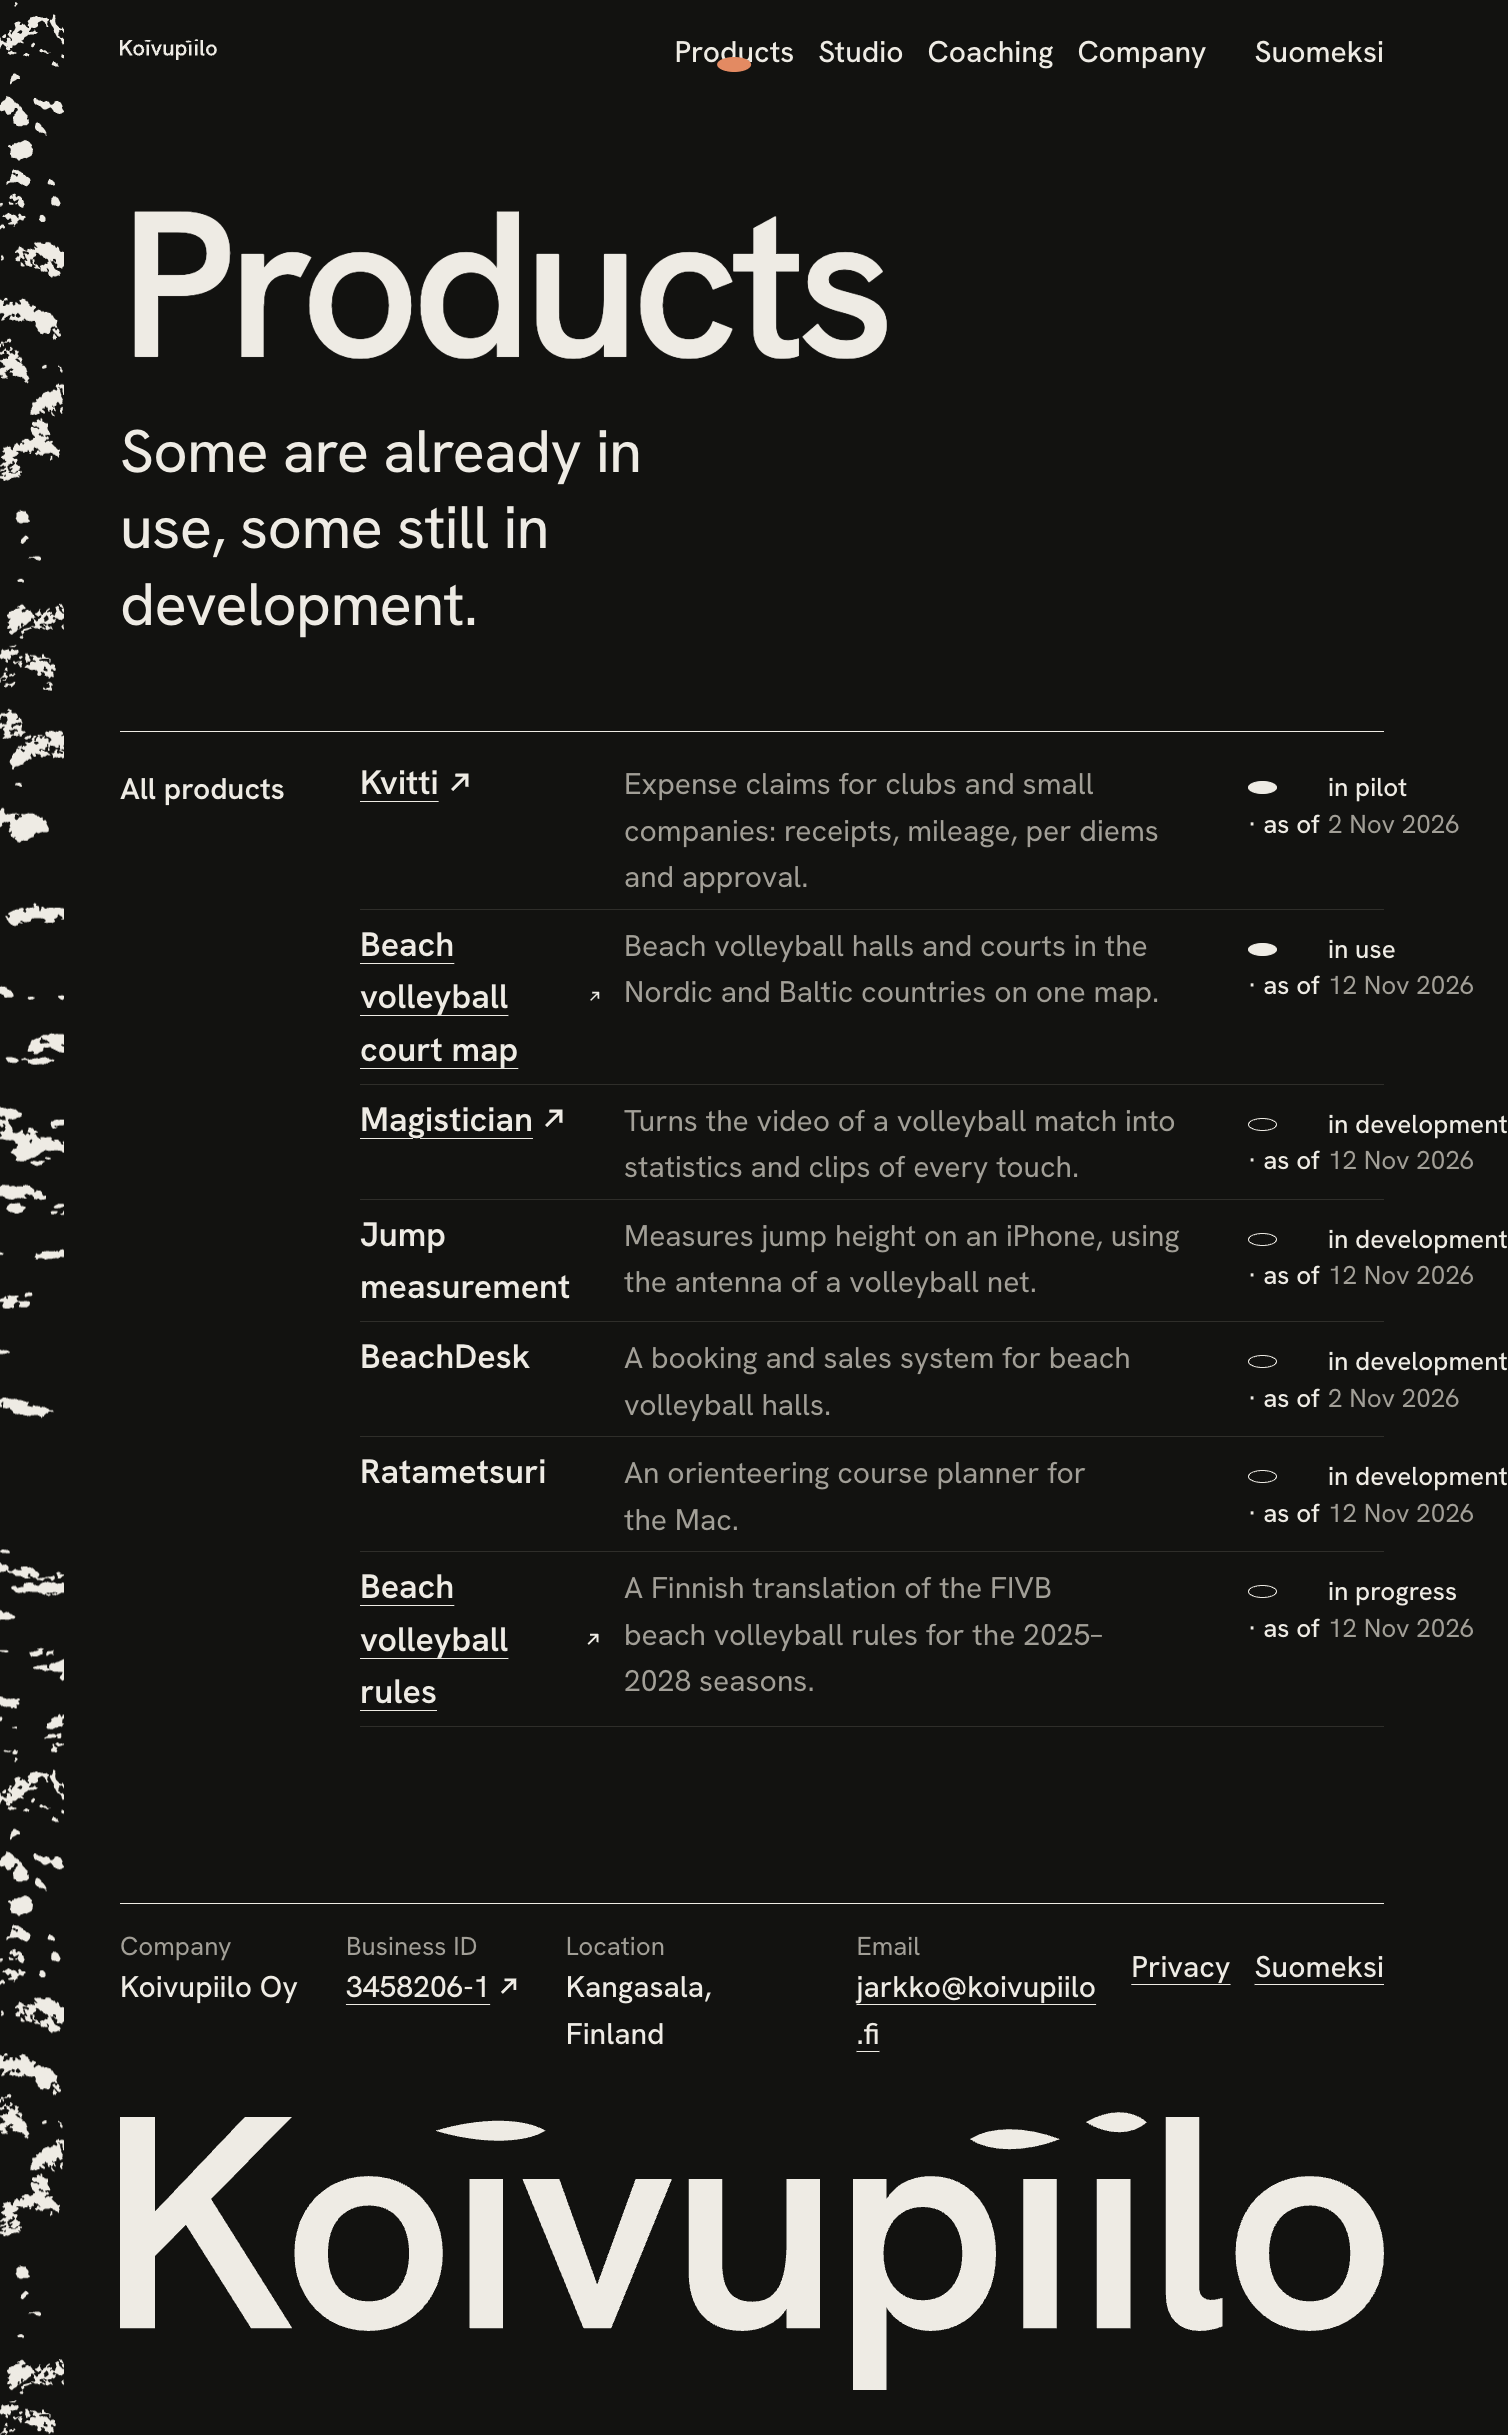 Koivupiilo
Products Studio Coaching Company Suomeksi
Products
Some are already in
use, some still in
development.
All products
Kvitti ↗
Expense claims for clubs and small
companies: receipts, mileage, per diems
and approval.
in pilot
· as of 2 Nov 2026
Beach
volleyball ↗
court map
Beach volleyball halls and courts in the
Nordic and Baltic countries on one map.
in use
· as of 12 Nov 2026
Magistician ↗
Turns the video of a volleyball match into
statistics and clips of every touch.
in development
· as of 12 Nov 2026
Jump
measurement
Measures jump height on an iPhone, using
the antenna of a volleyball net.
in development
· as of 12 Nov 2026
BeachDesk
A booking and sales system for beach
volleyball halls.
in development
· as of 2 Nov 2026
Ratametsuri
An orienteering course planner for
the Mac.
in development
· as of 12 Nov 2026
Beach
volleyball ↗
rules
A Finnish translation of the FIVB
beach volleyball rules for the 2025–
2028 seasons.
in progress
· as of 12 Nov 2026
Company
Koivupiilo Oy
Business ID
3458206-1 ↗
Location
Kangasala,
Finland
Email
jarkko@koivupiilo
.fi
Privacy Suomeksi
Koivupiilo